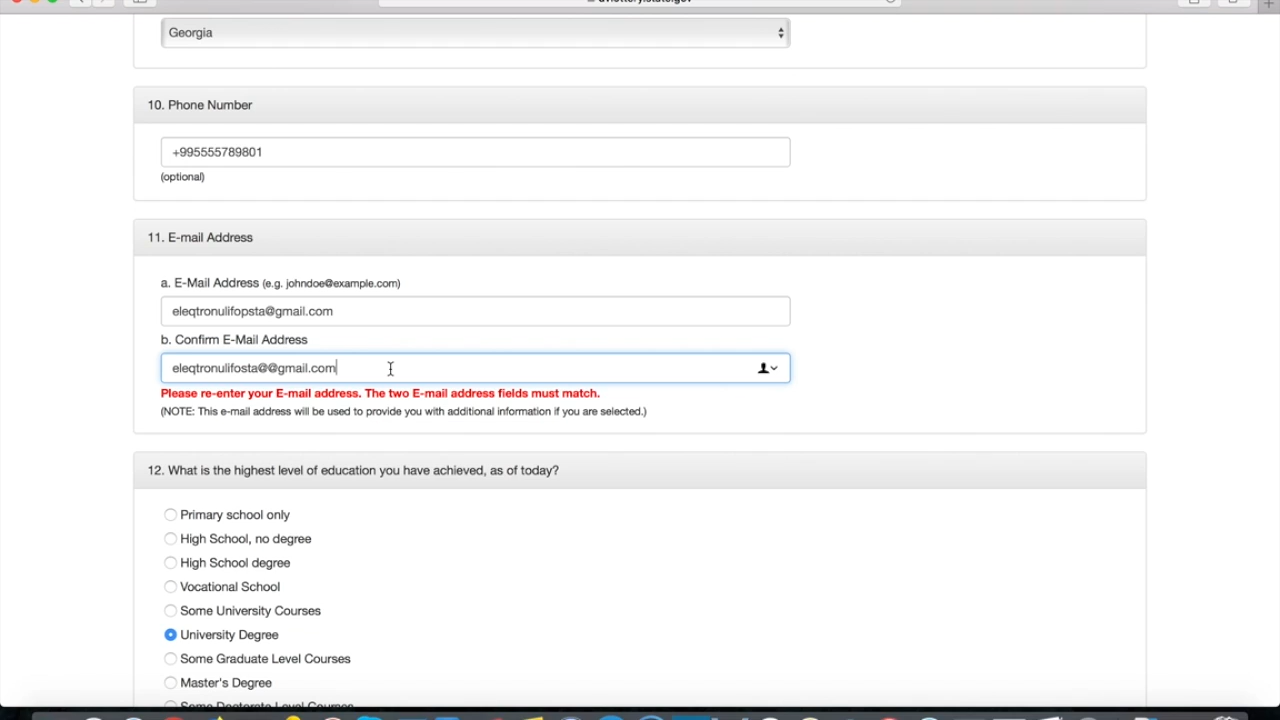 Georgia
10. Phone Number
+995555789801
(optional)
11. E-mail Address
a. E-Mail Address (e.g. johndoe@example.com)
eleqtronulifopsta@gmail.com
b. Confirm E-Mail Address
eleqtronulifosta@@gmail.com
Please re-enter your E-mail address. The two E-mail address fields must match.
(NOTE: This e-mail address will be used to provide you with additional information if you are selected.)
12. What is the highest level of education you have achieved, as of today?
Primary school only
High School, no degree
High School degree
Vocational School
Some University Courses
University Degree
Some Graduate Level Courses
Master's Degree
Some Doctorate Level Courses